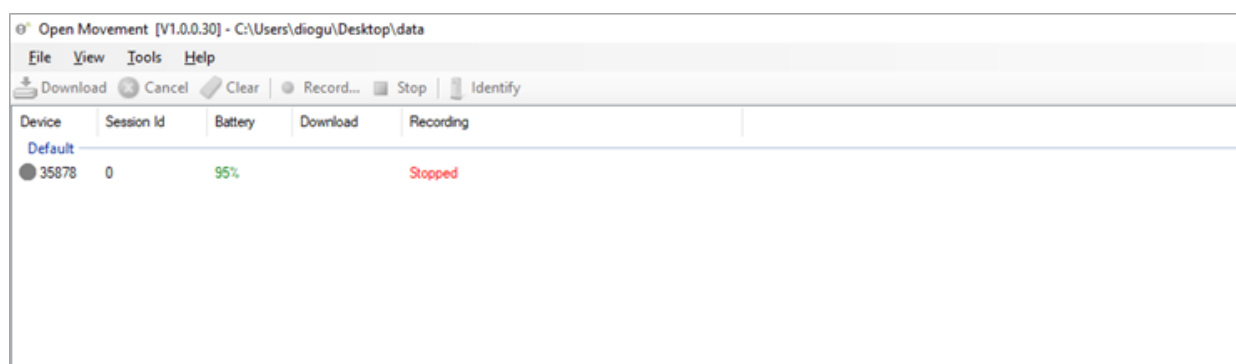 Open Movement [V1.0.0.30] - C:\Users\diogu\Desktop\data
File View Tools Help
Download Cancel Clear Record... Stop Identify
Device Session Id Battery Download Recording
Default
35878 0 95% Stopped